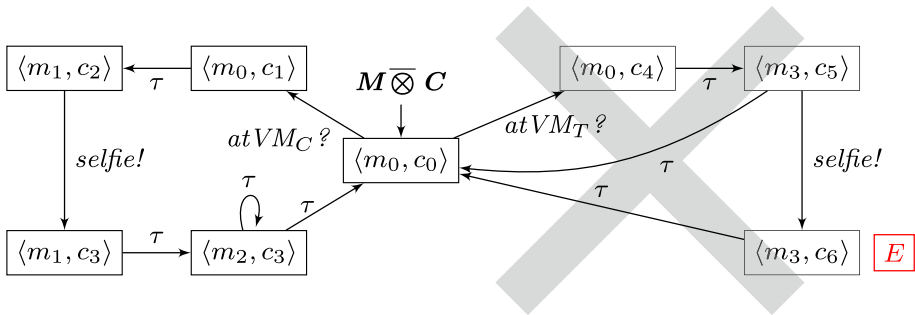 ⟨m₁, c₂⟩ τ ⟨m₀, c₁⟩ M ⊗̅ C ⟨m₀, c₄⟩ τ ⟨m₃, c₅⟩
atVM_C ? atVM_T ?
selfie! ⟨m₀, c₀⟩ τ selfie!
τ τ τ τ
⟨m₁, c₃⟩ ⟨m₂, c₃⟩ ⟨m₃, c₆⟩ E